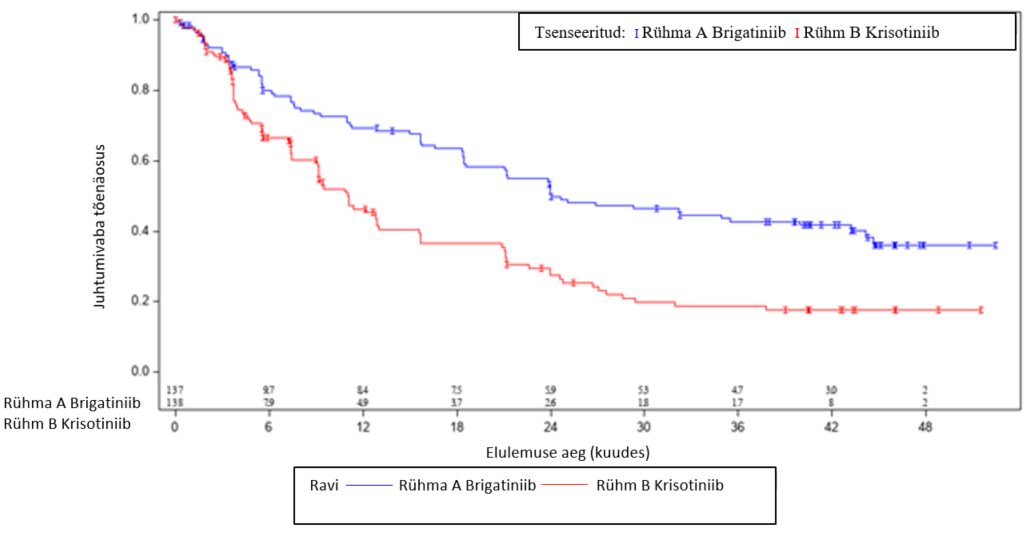 Tsenseeritud: Rühma A Brigatiniib Rühm B Krisotiniib
Juhtumivaba tõenäosus
1.0
0.8
0.6
0.4
0.2
0.0
137 97 84 75 59 53 47 30 2
138 79 49 37 26 18 17 8 2
Rühma A Brigatiniib
Rühm B Krisotiniib
0 6 12 18 24 30 36 42 48
Elulemuse aeg (kuudes)
Ravi Rühma A Brigatiniib Rühm B Krisotiniib